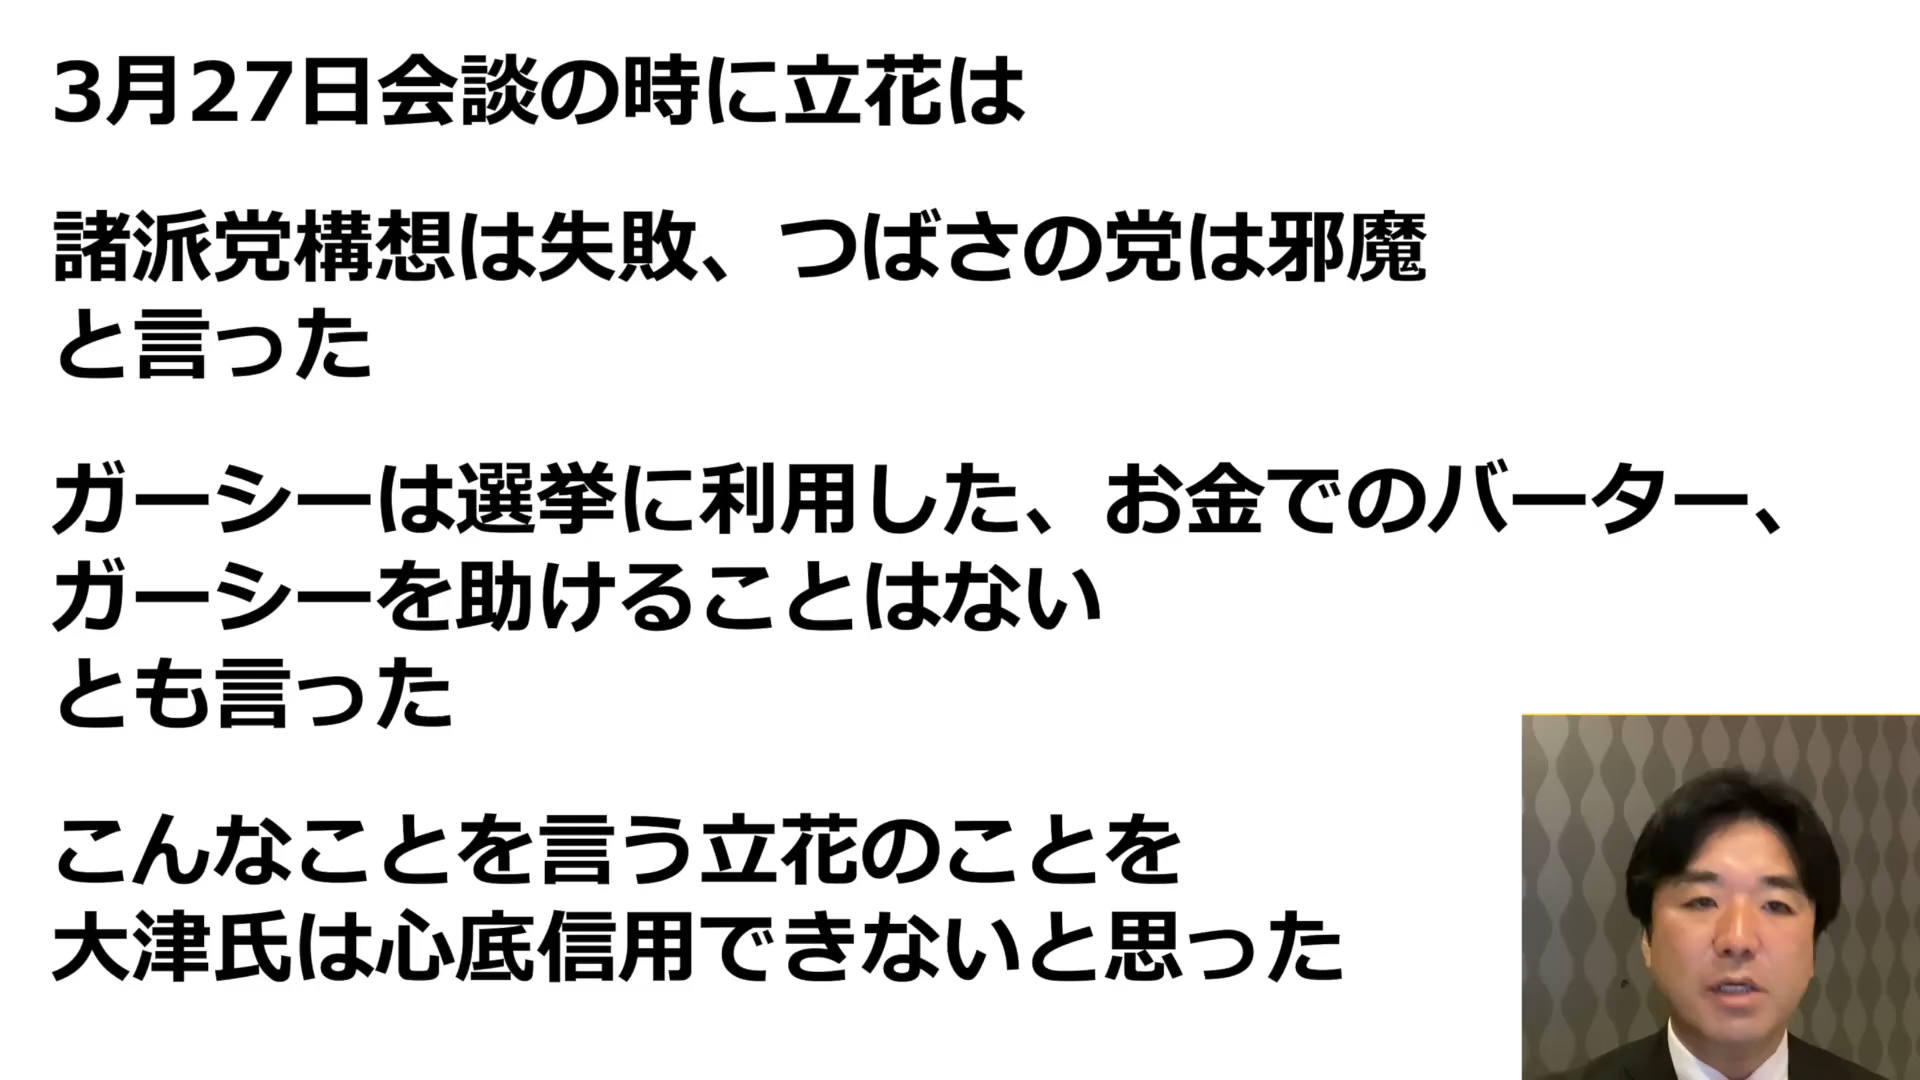 3月27日会談の時に立花は
諸派党構想は失敗、つばさの党は邪魔
と言った
ガーシーは選挙に利用した、お金でのバーター、
ガーシーを助けることはない
とも言った
こんなことを言う立花のことを
大津氏は心底信用できないと思った